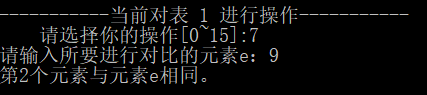 ----------当前对表 1 进行操作----------
请选择你的操作[0~15]:7
请输入所要进行对比的元素e：9
第2个元素与元素e相同。